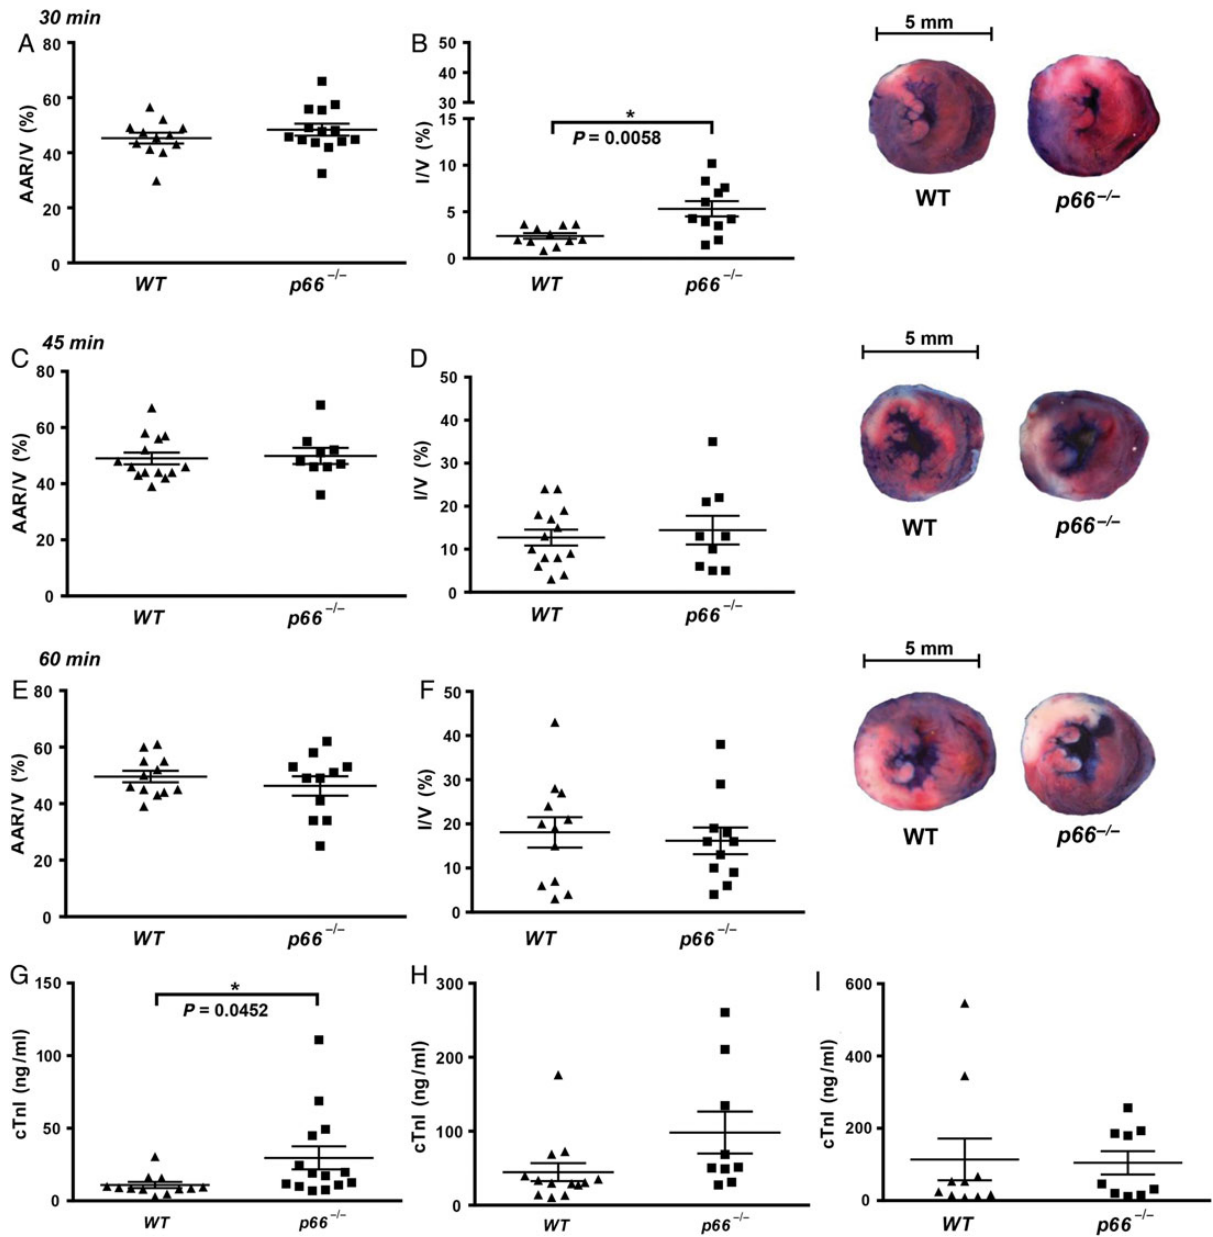 30 min
A
AAR/V (%)
80
60
40
20
0
WT
p66⁻/⁻
B
I/V (%)
50
40
30
15
10
5
0
*
P = 0.0058
WT
p66⁻/⁻
5 mm
WT
p66⁻/⁻
45 min
C
AAR/V (%)
80
60
40
20
0
WT
p66⁻/⁻
D
I/V (%)
50
40
30
20
10
0
WT
p66⁻/⁻
5 mm
WT
p66⁻/⁻
60 min
E
AAR/V (%)
80
60
40
20
0
WT
p66⁻/⁻
F
I/V (%)
50
40
30
20
10
0
WT
p66⁻/⁻
5 mm
WT
p66⁻/⁻
G
cTnI (ng/ml)
150
100
50
0
*
P = 0.0452
WT
p66⁻/⁻
H
cTnI (ng/ml)
300
200
100
0
WT
p66⁻/⁻
I
cTnI (ng/ml)
600
400
200
0
WT
p66⁻/⁻